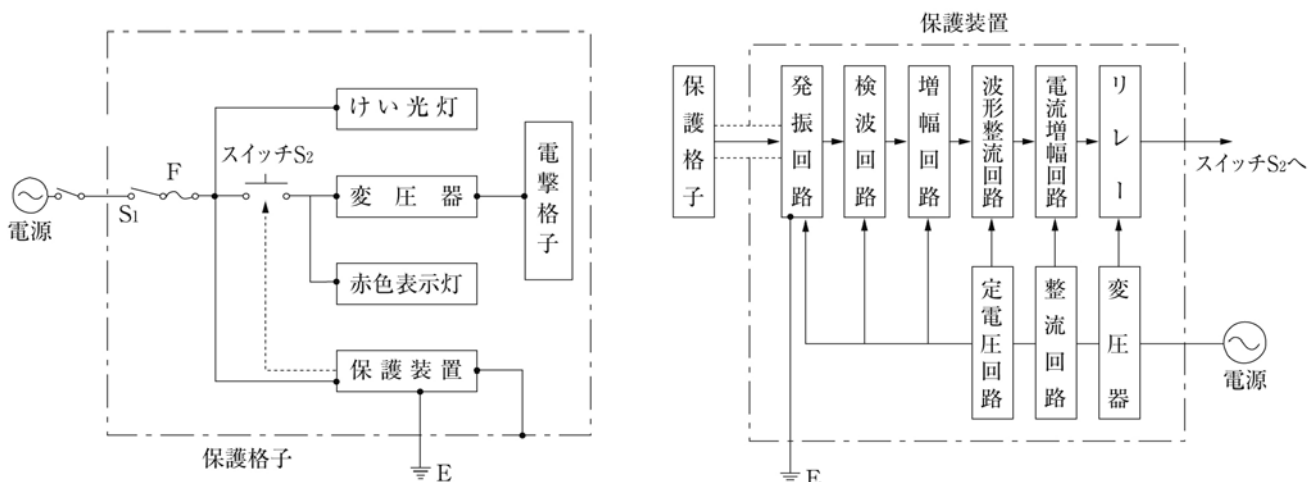 けい光灯
スイッチS2
F
S1
電源
変圧器
電撃格子
赤色表示灯
保護装置
保護格子
E
保護装置
保護格子
発振回路
検波回路
増幅回路
波形整流回路
電流増幅回路
リレー
スイッチS2へ
定電圧回路
整流回路
変圧器
電源
E